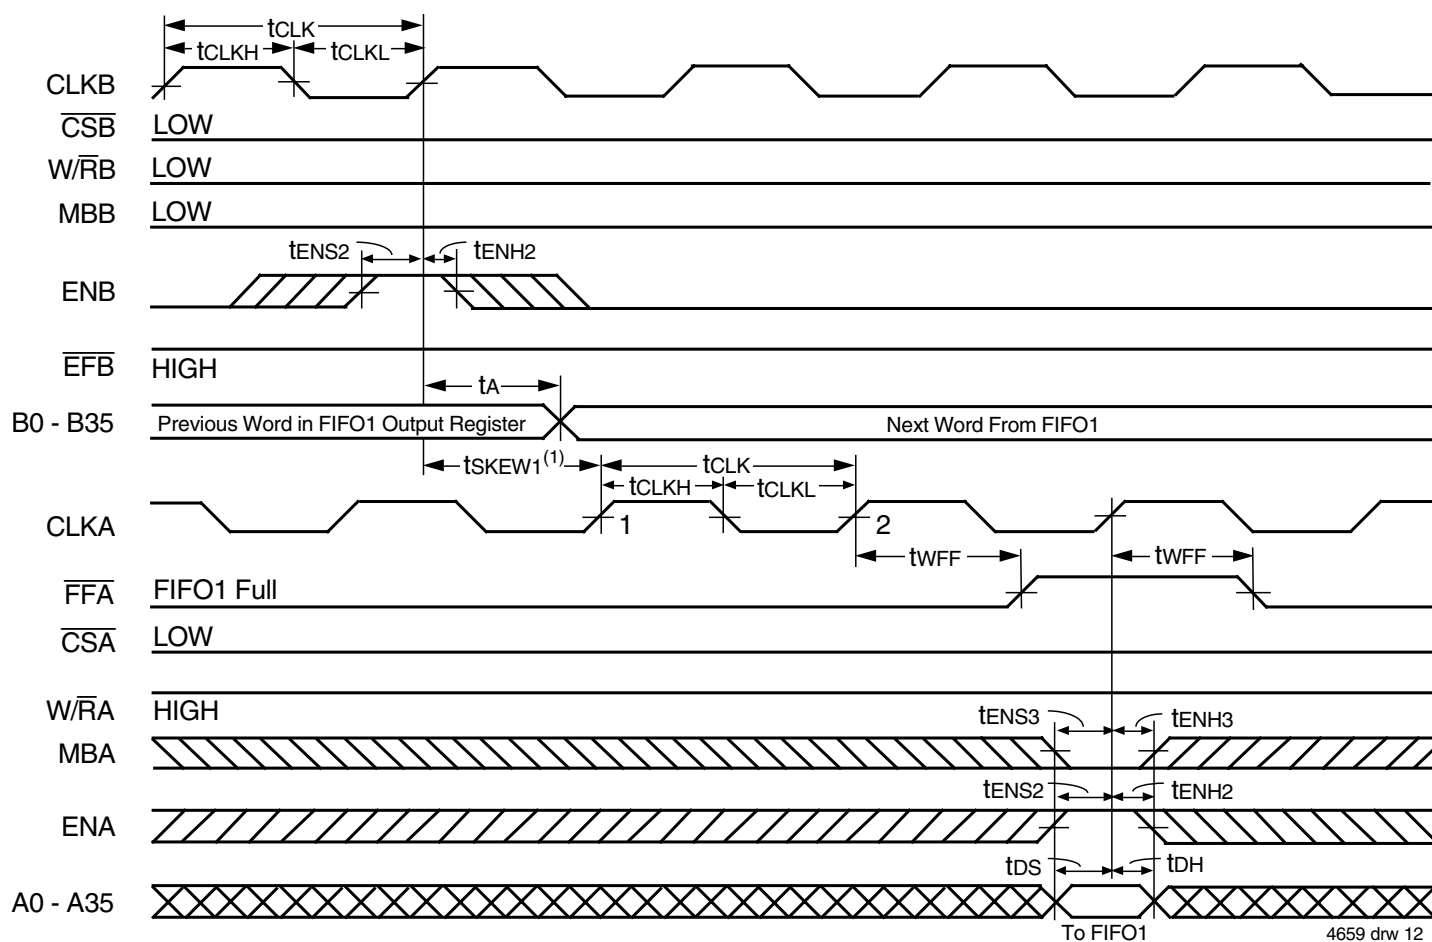 tCLK
tCLKH tCLKL
CLKB
CSB LOW
W/RB LOW
MBB LOW
tENS2 tENH2
ENB
EFB HIGH
tA
B0 - B35 Previous Word in FIFO1 Output Register Next Word From FIFO1
tSKEW1(1) tCLK
tCLKH tCLKL
CLKA 1 2
tWFF tWFF
FFA FIFO1 Full
CSA LOW
W/RA HIGH
tENS3 tENH3
MBA
tENS2 tENH2
ENA
tDS tDH
A0 - A35
To FIFO1
4659 drw 12